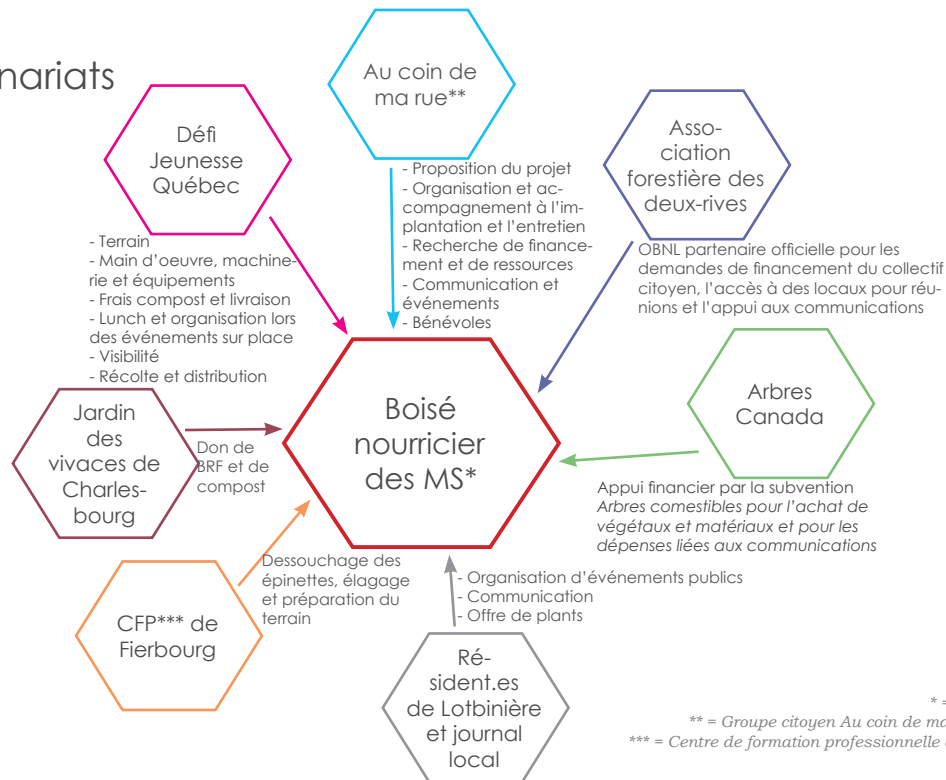 nariats
Au coin de
ma rue**
Défi
Jeunesse
Québec
Asso-
ciation
forestière des
deux-rives
- Proposition du projet
- Organisation et ac-
compagnement à l'im-
plantation et l'entretien
- Recherche de finance-
ment et de ressources
- Communication et
événements
- Bénévoles
- Terrain
- Main d'oeuvre, machine-
rie et équipements
- Frais compost et livraison
- Lunch et organisation lors
des événements sur place
- Visibilité
- Récolte et distribution
OBNL partenaire officielle pour les
demandes de financement du collectif
citoyen, l'accès à des locaux pour réu-
nions et l'appui aux communications
Boisé
nourricier
des MS*
Arbres
Canada
Jardin
des
vivaces de
Charles-
bourg
Don de
BRF et de
compost
Appui financier par la subvention
Arbres comestibles pour l'achat de
végétaux et matériaux et pour les
dépenses liées aux communications
Dessouchage des
épinettes, élagage
et préparation du
terrain
- Organisation d'événements publics
- Communication
- Offre de plants
CFP*** de
Fierbourg
Ré-
sident.es
de Lotbinière
et journal
local
* =
** = Groupe citoyen Au coin de ma
*** = Centre de formation professionnelle